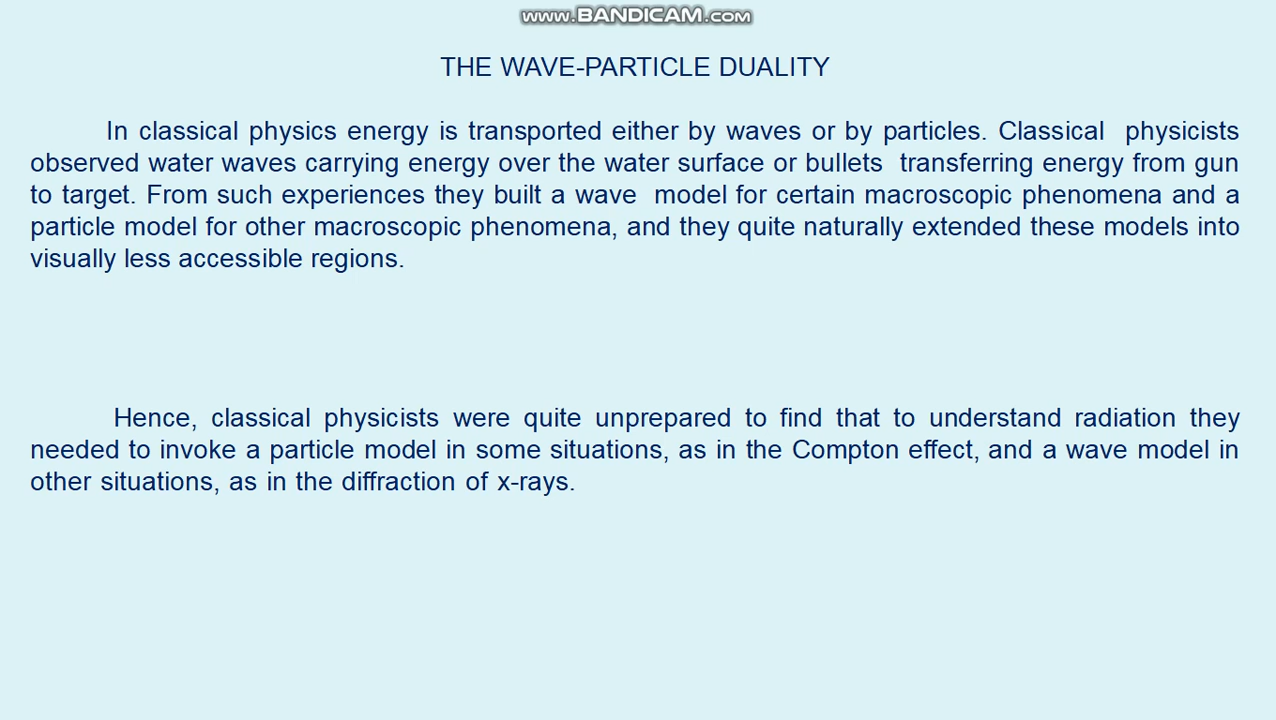 www.BANDICAM.com
THE WAVE-PARTICLE DUALITY
In classical physics energy is transported either by waves or by particles. Classical physicists
observed water waves carrying energy over the water surface or bullets transferring energy from gun
to target. From such experiences they built a wave model for certain macroscopic phenomena and a
particle model for other macroscopic phenomena, and they quite naturally extended these models into
visually less accessible regions.
Hence, classical physicists were quite unprepared to find that to understand radiation they
needed to invoke a particle model in some situations, as in the Compton effect, and a wave model in
other situations, as in the diffraction of x-rays.